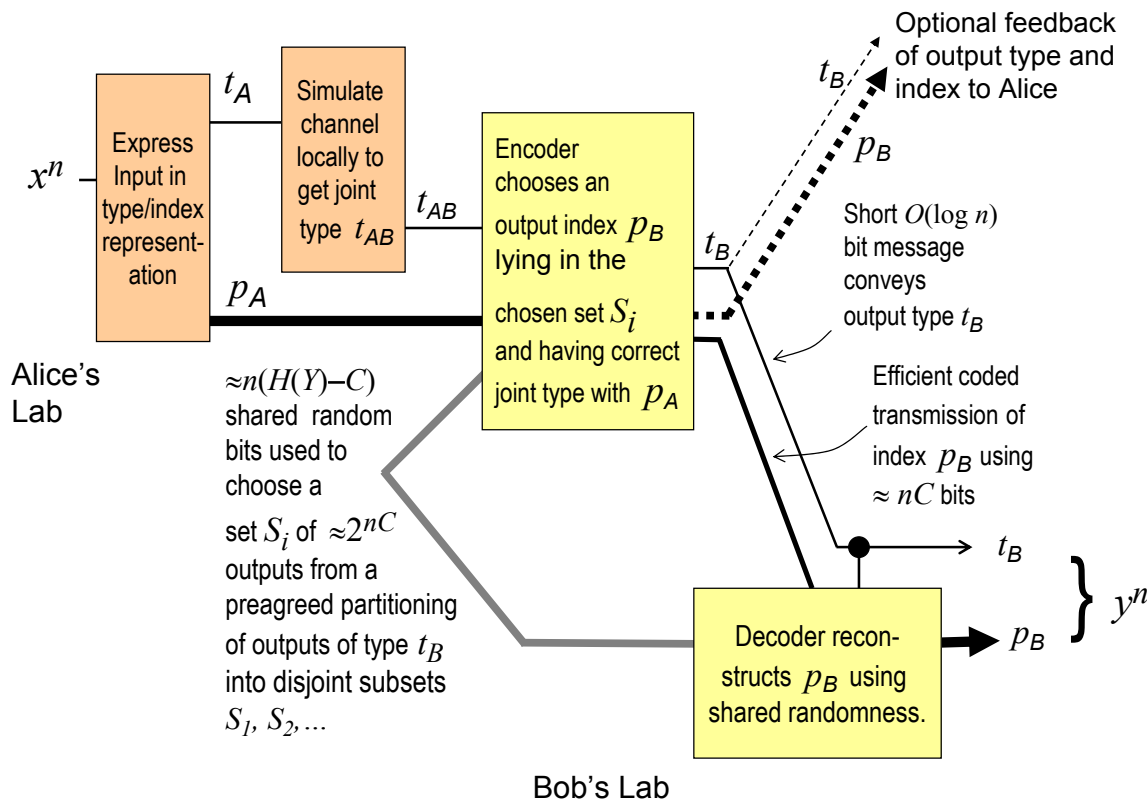 Optional feedback
of output type and
index to Alice
t_A
t_B
Simulate
channel
locally to
get joint
type t_AB
Express
Input in
type/index
represent-
ation
x^n
Encoder
chooses an
output index p_B
lying in the
chosen set S_i
and having correct
joint type with p_A
p_B
t_AB
t_B
Short O(log n)
bit message
conveys
output type t_B
p_A
Alice's
Lab
≈n(H(Y)–C)
shared random
bits used to
choose a
set S_i of ≈2^nC
outputs from a
preagreed partitioning
of outputs of type t_B
into disjoint subsets
S_1, S_2,...
Efficient coded
transmission of
index p_B using
≈ nC bits
t_B
} y^n
p_B
Decoder recon-
structs p_B using
shared randomness.
Bob's Lab